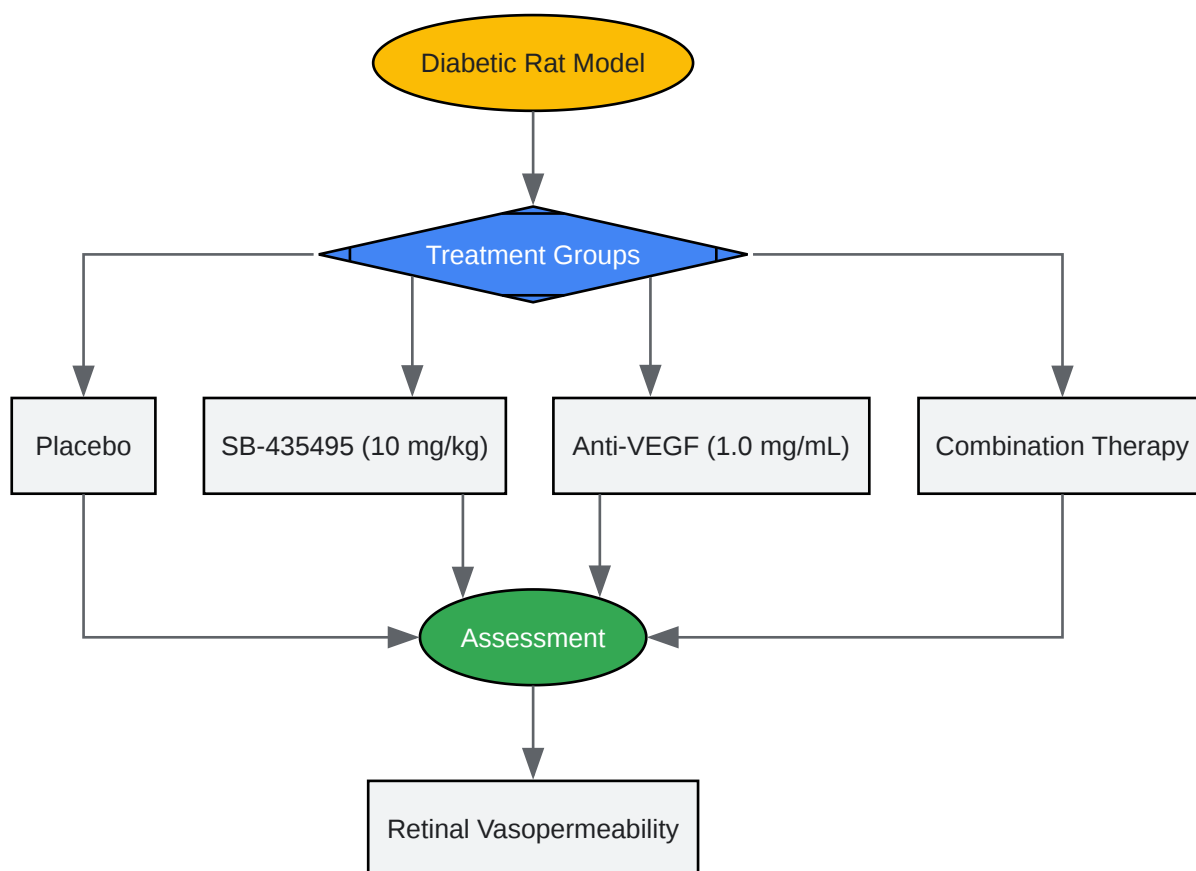 Diabetic Rat Model
Treatment Groups
Placebo
SB-435495 (10 mg/kg)
Anti-VEGF (1.0 mg/mL)
Combination Therapy
Assessment
Retinal Vasopermeability